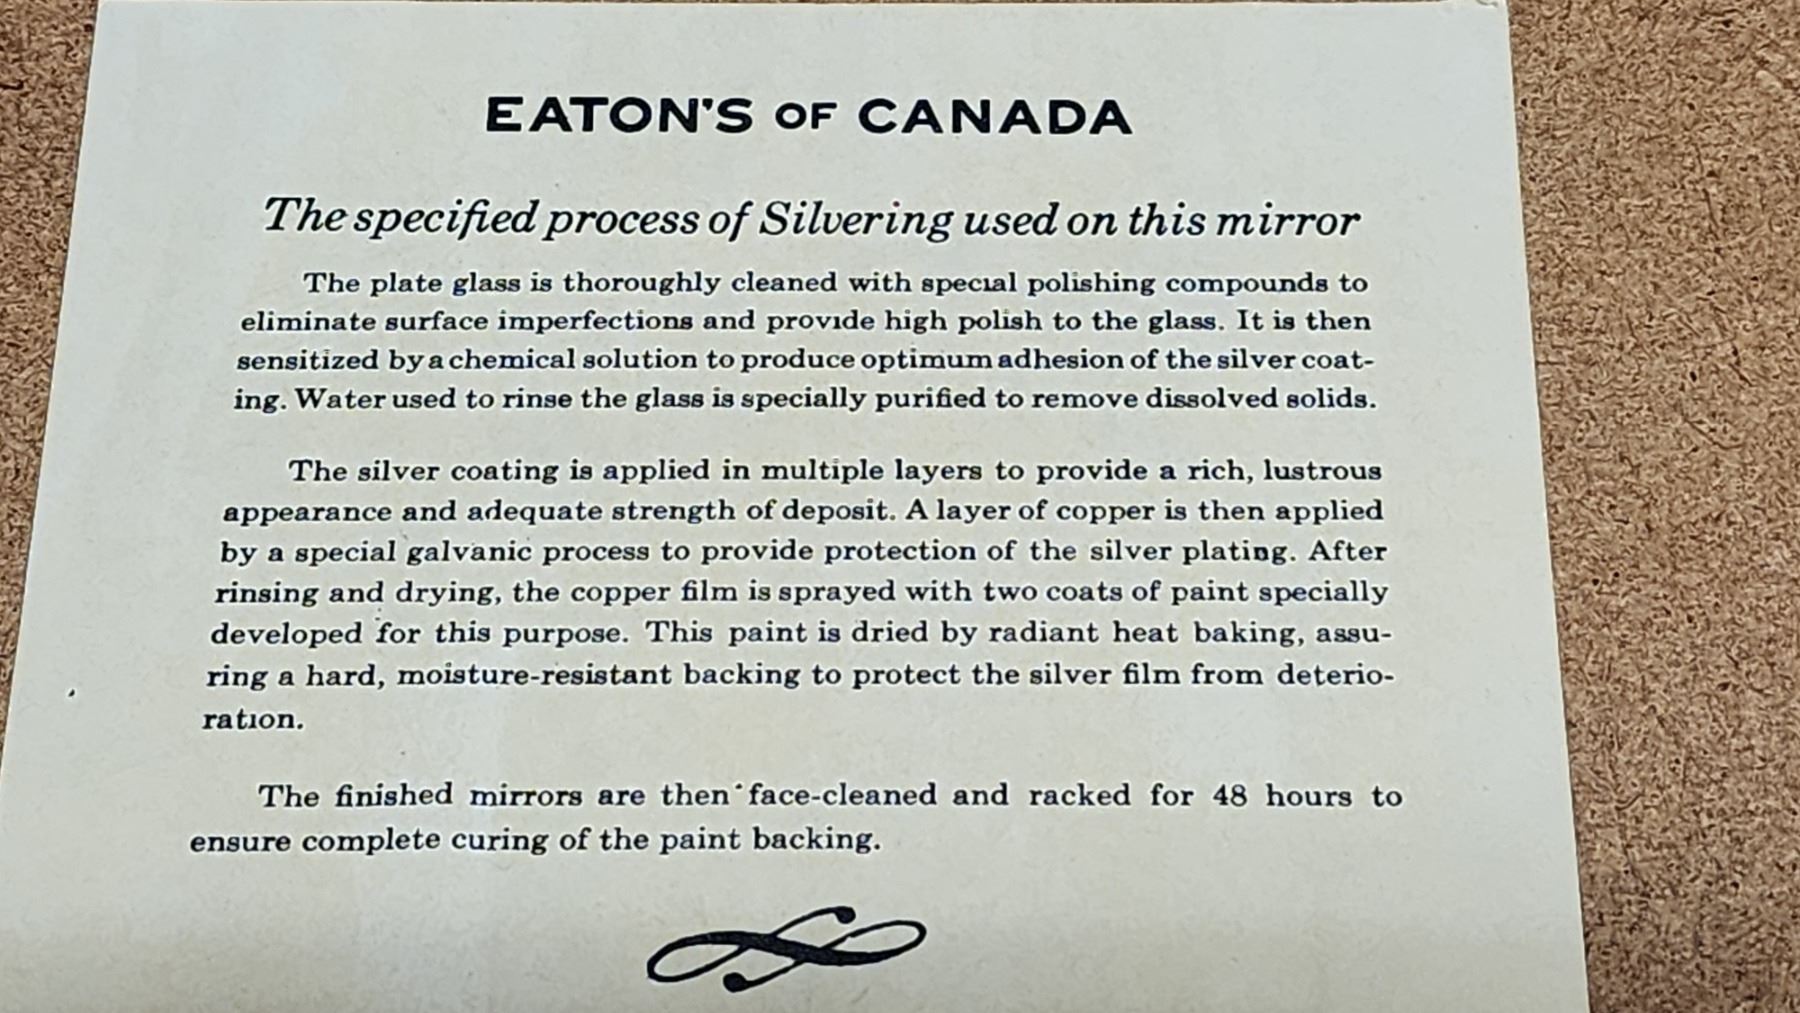 EATON'S OF CANADA
The specified process of Silvering used on this mirror
The plate glass is thoroughly cleaned with special polishing compounds to
eliminate surface imperfections and provide high polish to the glass. It is then
sensitized by a chemical solution to produce optimum adhesion of the silver coat-
ing. Water used to rinse the glass is specially purified to remove dissolved solids.
The silver coating is applied in multiple layers to provide a rich, lustrous
appearance and adequate strength of deposit. A layer of copper is then applied
by a special galvanic process to provide protection of the silver plating. After
rinsing and drying, the copper film is sprayed with two coats of paint specially
developed for this purpose. This paint is dried by radiant heat baking, assu-
ring a hard, moisture-resistant backing to protect the silver film from deterio-
ration.
The finished mirrors are then face-cleaned and racked for 48 hours to
ensure complete curing of the paint backing.